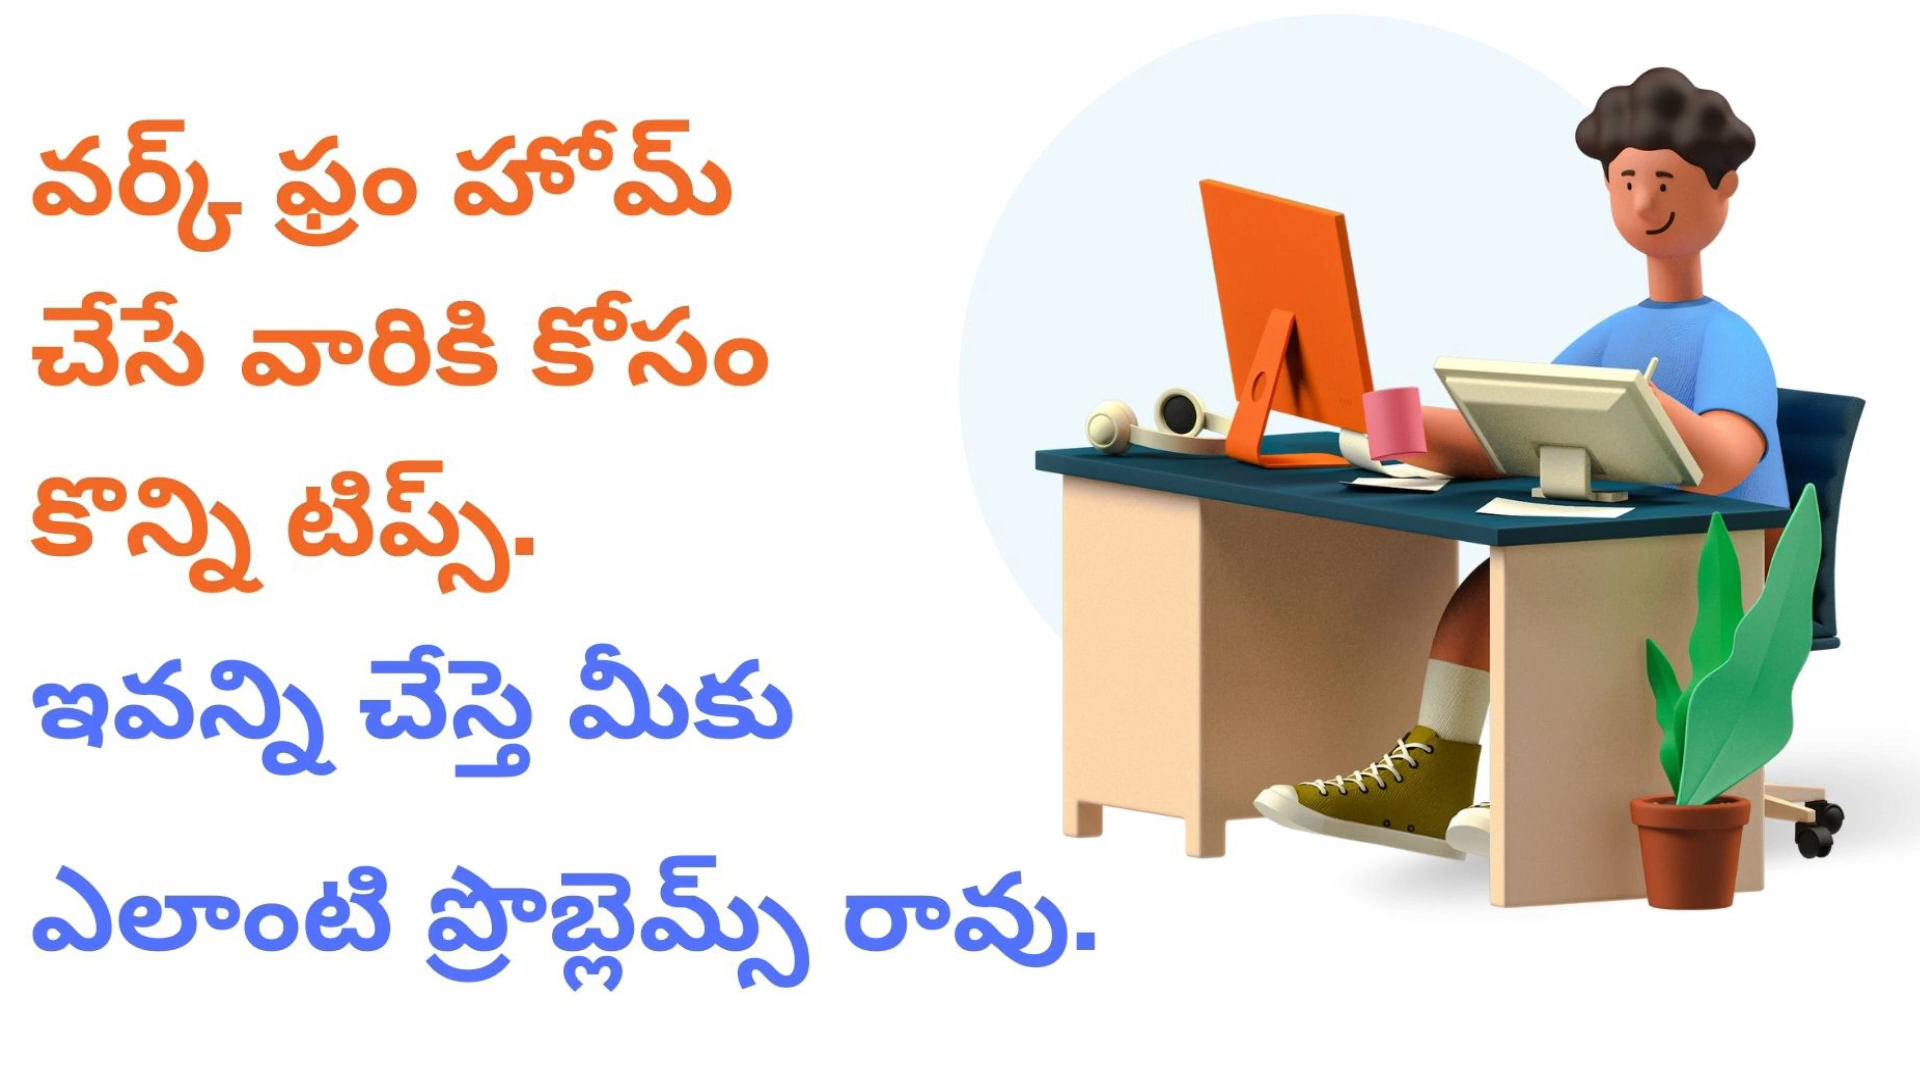 వర్క్ ఫ్రం హోమ్
చేసే వారికి కోసం
కొన్ని టిప్స్.
ఇవన్ని చేస్తె మీకు
ఎలాంటి ప్రొబ్లెమ్స్ రావు.